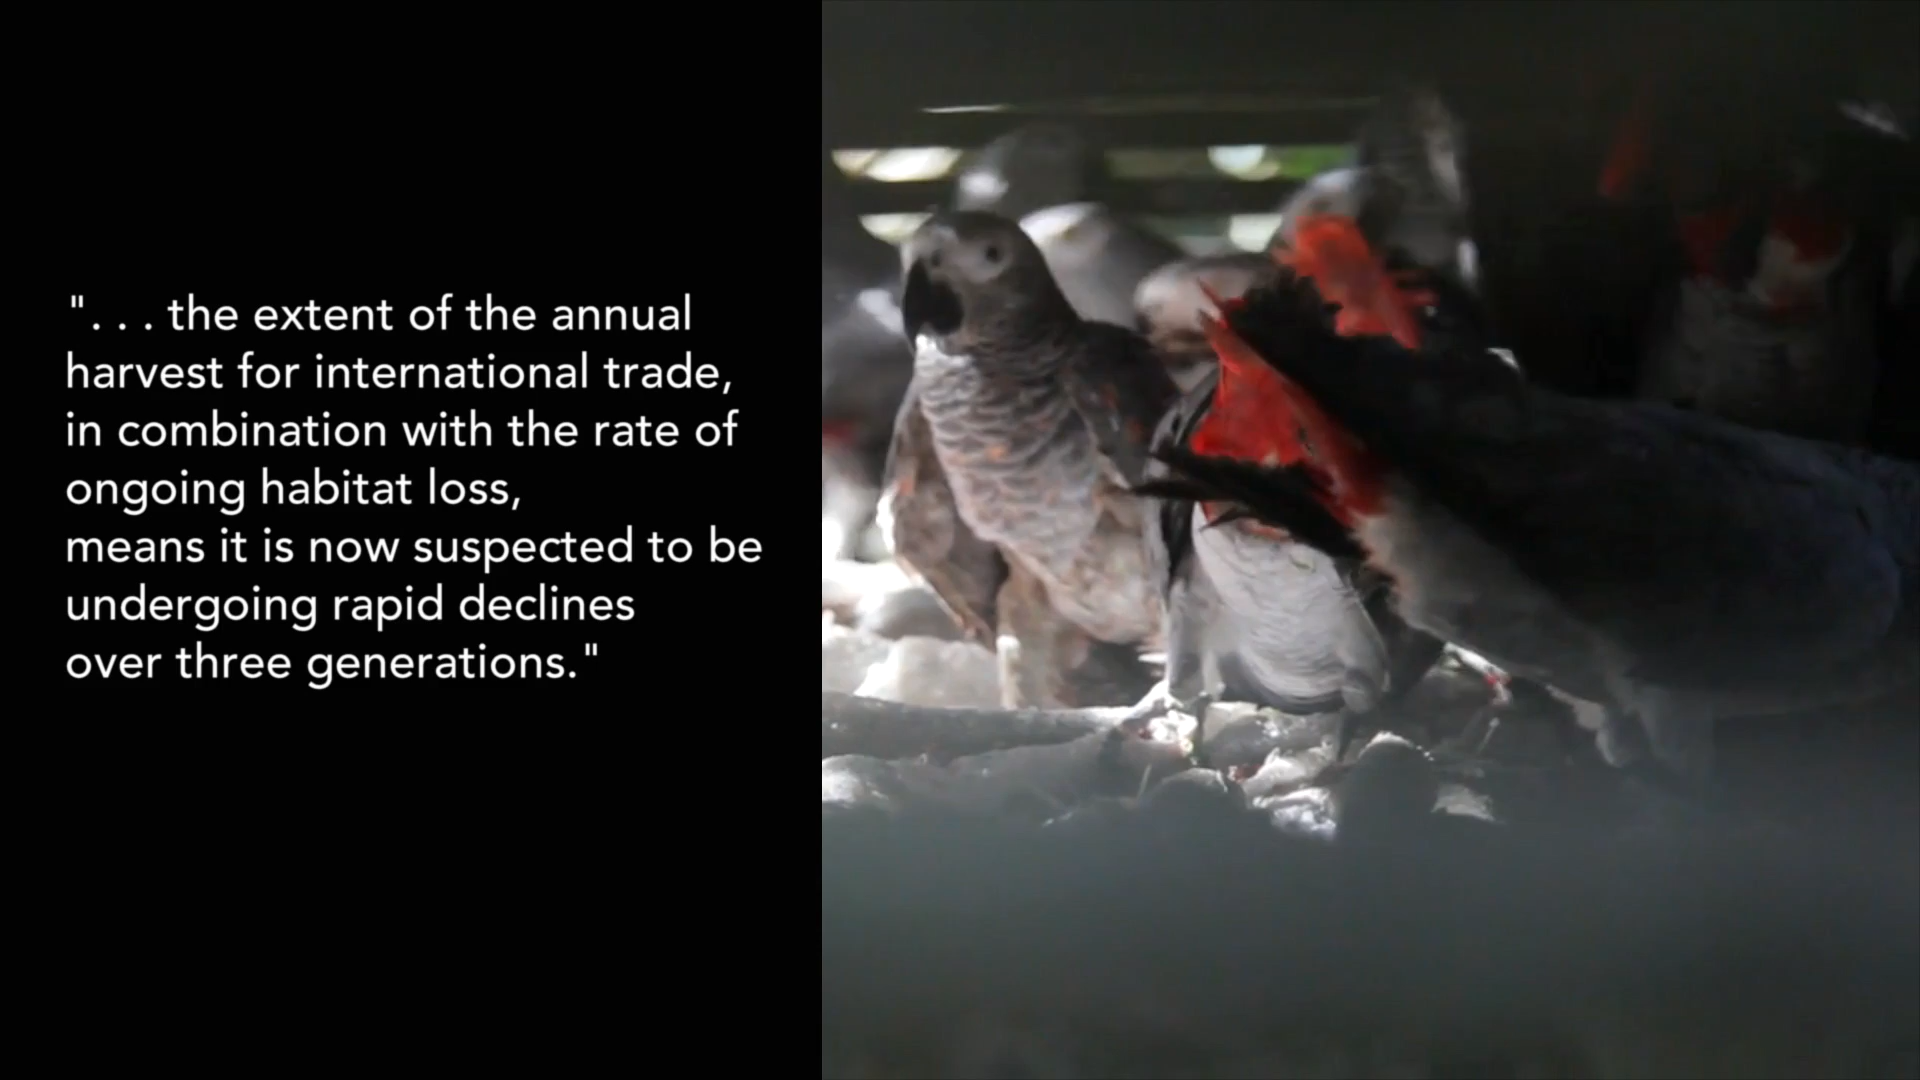 ". . . the extent of the annual
harvest for international trade,
in combination with the rate of
ongoing habitat loss,
means it is now suspected to be
undergoing rapid declines
over three generations."